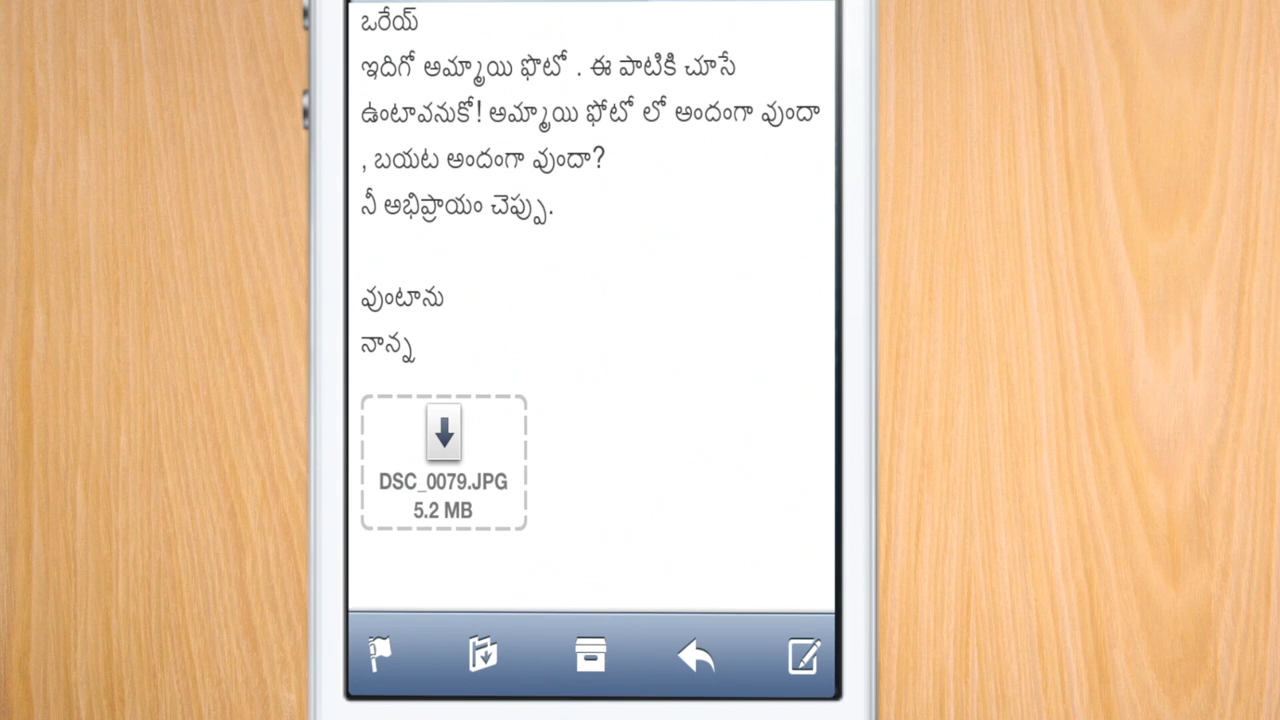 ఒరేయ్
ఇదిగో అమ్మాయి ఫొటో . ఈ పాటికి చూసే
ఉంటావనుకో! అమ్మాయి ఫోటో లో అందంగా వుందా
, బయట అందంగా వుందా?
నీ అభిప్రాయం చెప్పు.
వుంటాను
నాన్న
DSC_0079.JPG
5.2 MB